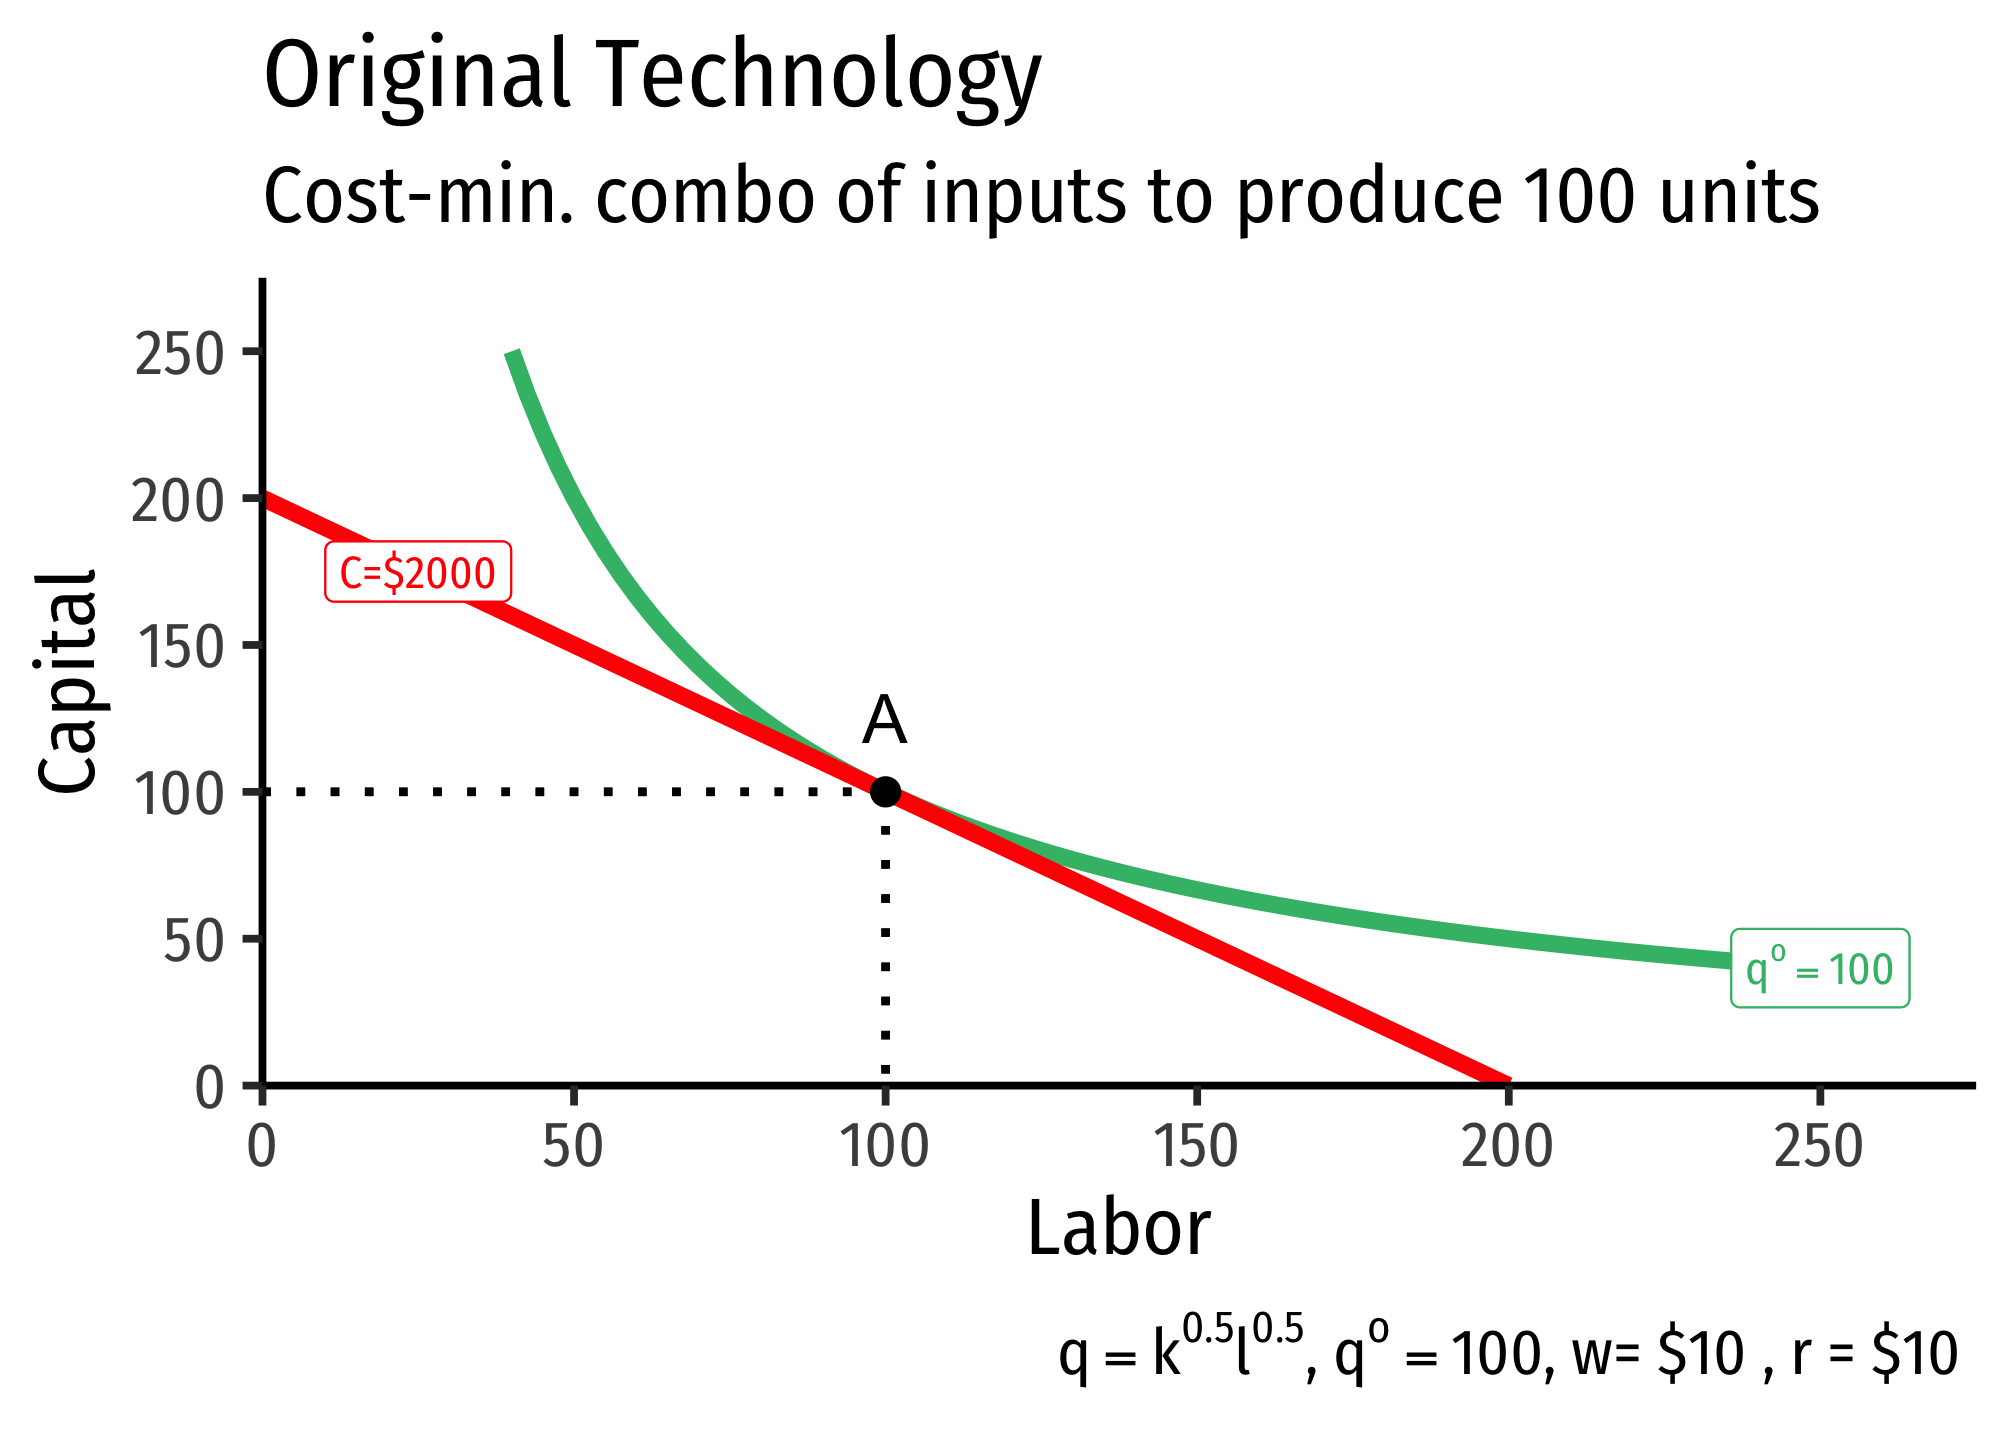 Original Technology
Cost-min. combo of inputs to produce 100 units
Capital
250
200
150
100
50
0
C=$2000
A
q⁰ = 100
0 50 100 150 200 250
Labor
q = k^0.5 l^0.5, q⁰ = 100, w= $10 , r = $10